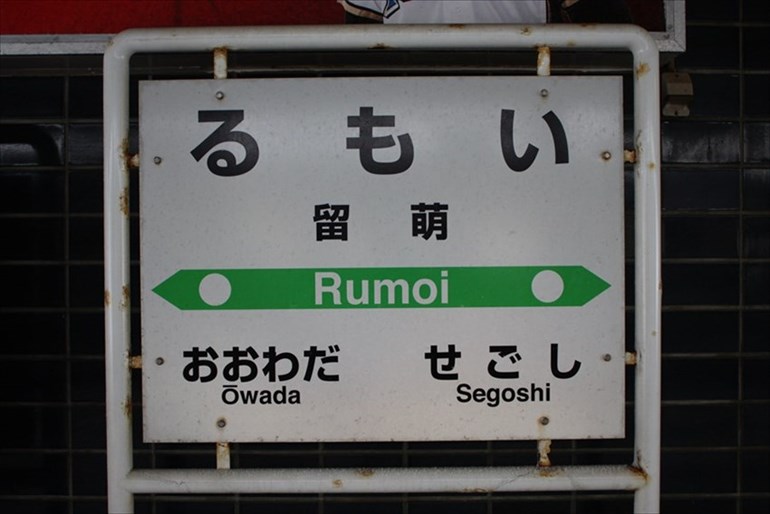 るもい
留萌
Rumoi
おおわだ せごし
Ōwada Segoshi